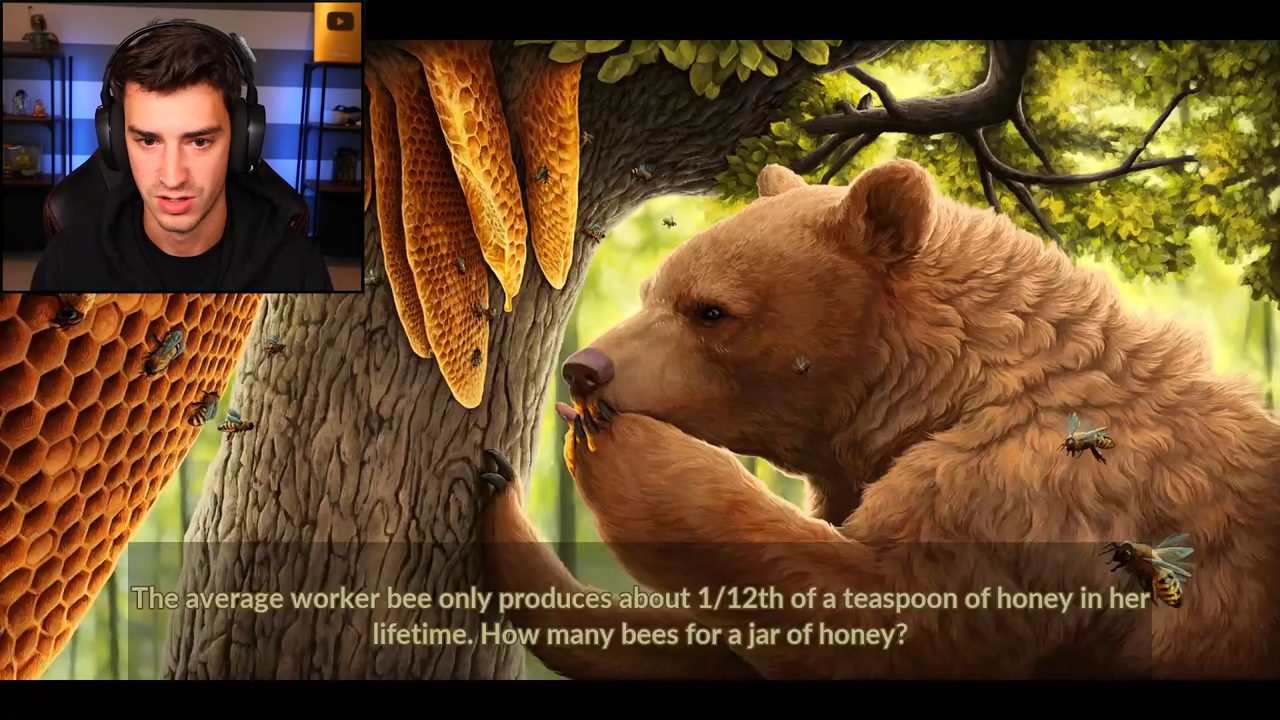 The average worker bee only produces about 1/12th of a teaspoon of honey in her
lifetime. How many bees for a jar of honey?